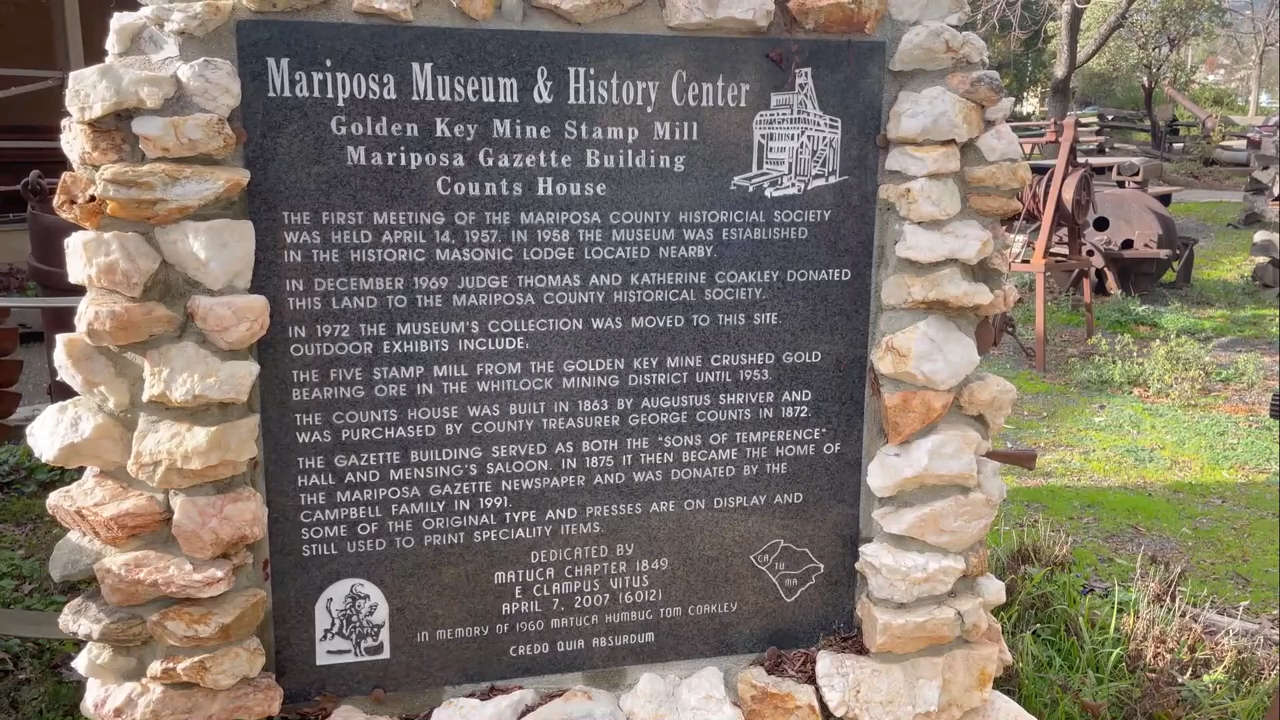 Mariposa Museum & History Center
Golden Key Mine Stamp Mill
Mariposa Gazette Building
Counts House
THE FIRST MEETING OF THE MARIPOSA COUNTY HISTORICIAL SOCIETY
WAS HELD APRIL 14, 1957. IN 1958 THE MUSEUM WAS ESTABLISHED
IN THE HISTORIC MASONIC LODGE LOCATED NEARBY.
IN DECEMBER 1969 JUDGE THOMAS AND KATHERINE COAKLEY DONATED
THIS LAND TO THE MARIPOSA COUNTY HISTORICAL SOCIETY.
IN 1972 THE MUSEUM'S COLLECTION WAS MOVED TO THIS SITE.
OUTDOOR EXHIBITS INCLUDE:
THE FIVE STAMP MILL FROM THE GOLDEN KEY MINE CRUSHED GOLD
BEARING ORE IN THE WHITLOCK MINING DISTRICT UNTIL 1953.
THE COUNTS HOUSE WAS BUILT IN 1863 BY AUGUSTUS SHRIVER AND
WAS PURCHASED BY COUNTY TREASURER GEORGE COUNTS IN 1872.
THE GAZETTE BUILDING SERVED AS BOTH THE "SONS OF TEMPERENCE"
HALL AND MENSING'S SALOON. IN 1875 IT THEN BECAME THE HOME OF
THE MARIPOSA GAZETTE NEWSPAPER AND WAS DONATED BY THE
CAMPBELL FAMILY IN 1991.
SOME OF THE ORIGINAL TYPE AND PRESSES ARE ON DISPLAY AND
STILL USED TO PRINT SPECIALITY ITEMS.
DEDICATED BY
MATUCA CHAPTER 1849
E CLAMPUS VITUS
APRIL 7, 2007 (6012)
IN MEMORY OF 1960 MATUCA HUMBUG TOM COAKLEY
CREDO QUIA ABSURDUM
CA
TU
MA